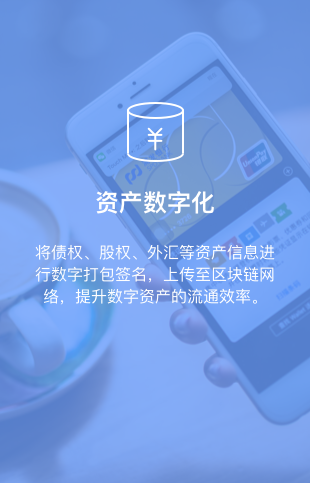 ¥
资产数字化
将债权、股权、外汇等资产信息进
行数字打包签名，上传至区块链网
络，提升数字资产的流通效率。